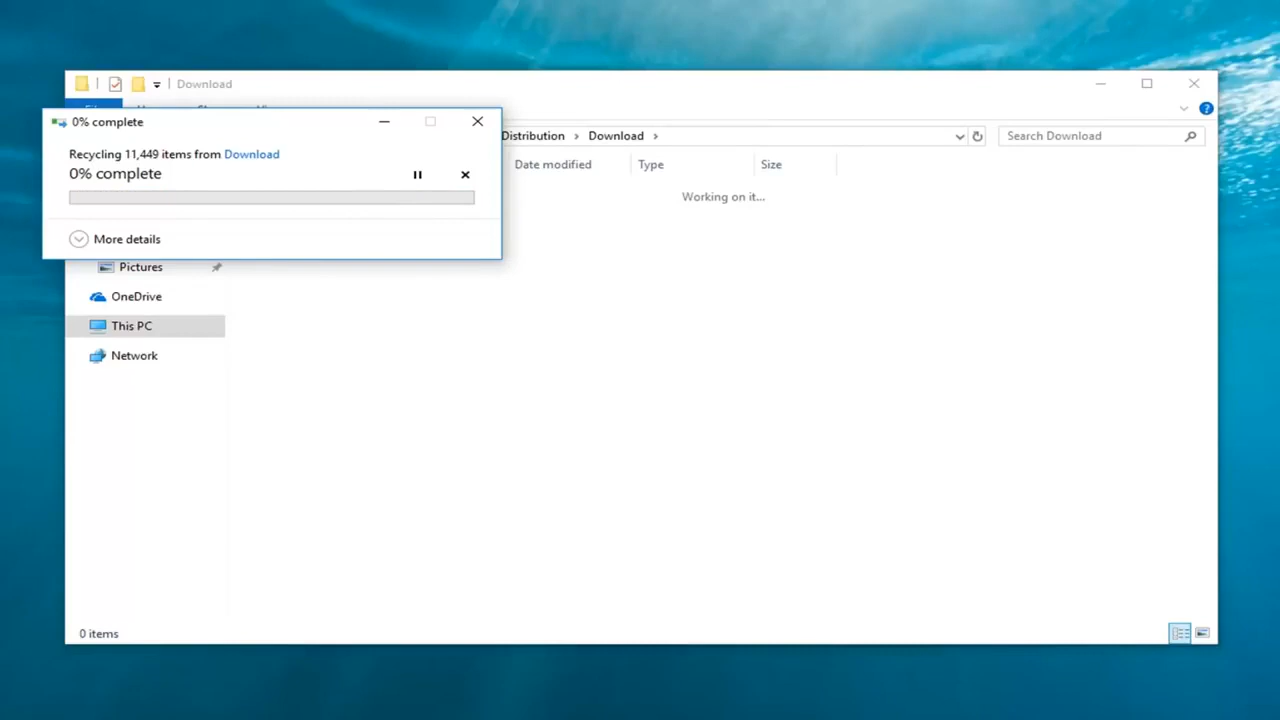 Download
0% complete
Recycling 11,449 items from Download
0% complete
More details
Distribution > Download >
Search Download
Date modified
Type
Size
Working on it...
Pictures
OneDrive
This PC
Network
0 items